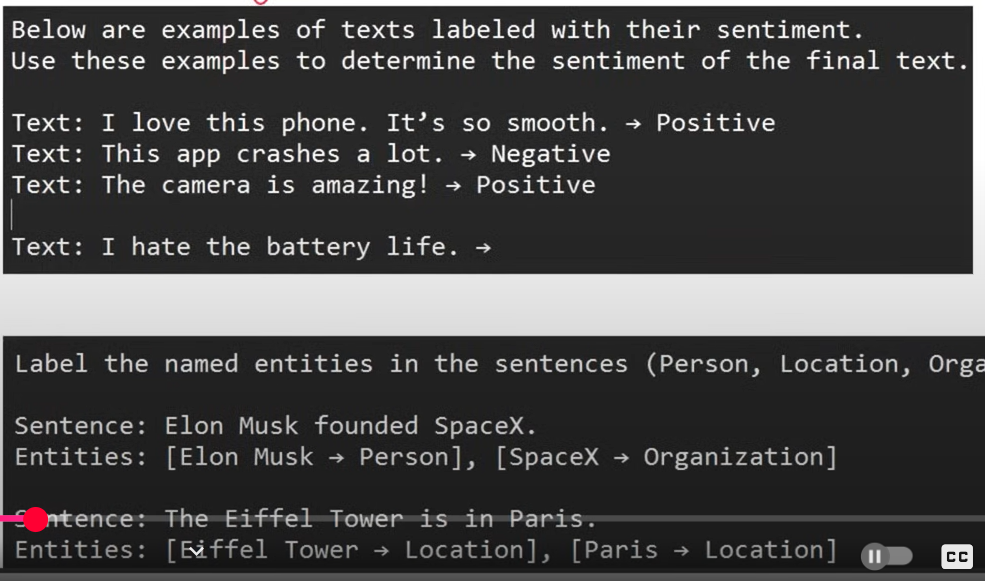 Below are examples of texts labeled with their sentiment.
Use these examples to determine the sentiment of the final text.
Text: I love this phone. It’s so smooth. → Positive
Text: This app crashes a lot. → Negative
Text: The camera is amazing! → Positive
Text: I hate the battery life. →
Label the named entities in the sentences (Person, Location, Orga
Sentence: Elon Musk founded SpaceX.
Entities: [Elon Musk → Person], [SpaceX → Organization]
Sentence: The Eiffel Tower is in Paris.
Entities: [Eiffel Tower → Location], [Paris → Location]
CC